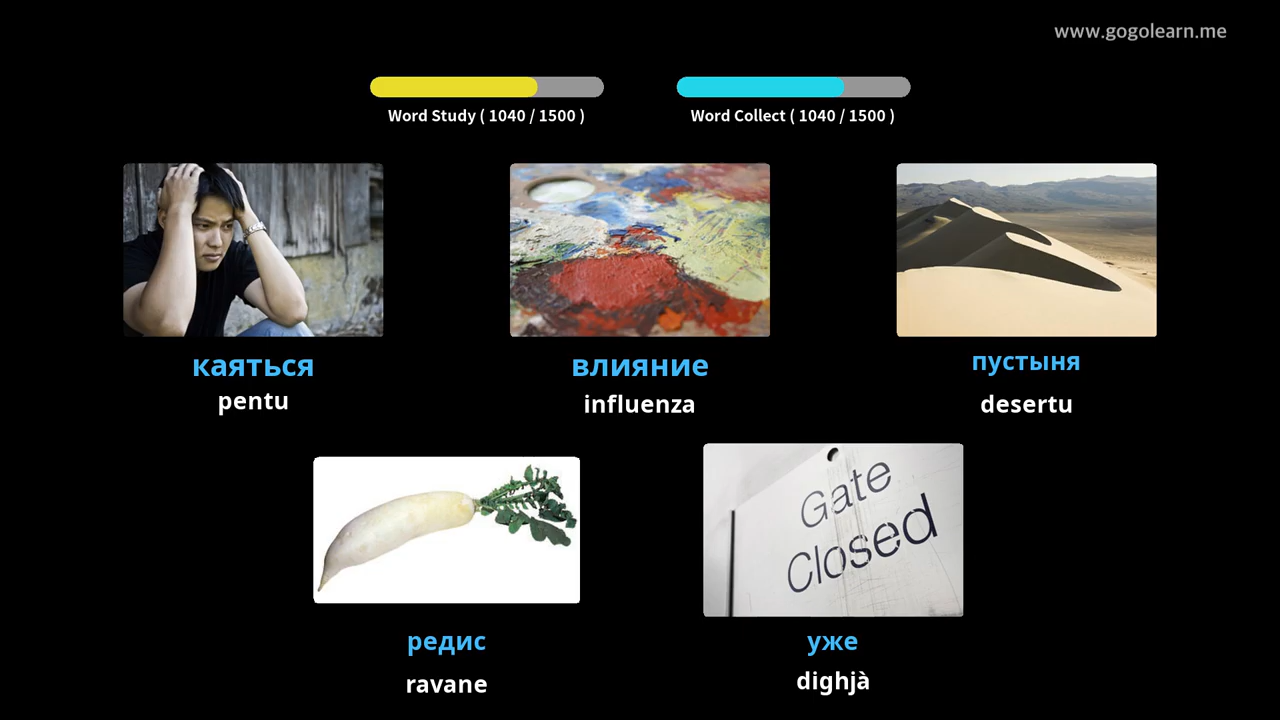 www.gogolearn.me
Word Study ( 1040 / 1500 )
Word Collect ( 1040 / 1500 )
каяться
pentu
влияние
influenza
пустыня
desertu
Gate
Closed
редис
ravane
уже
dighjà